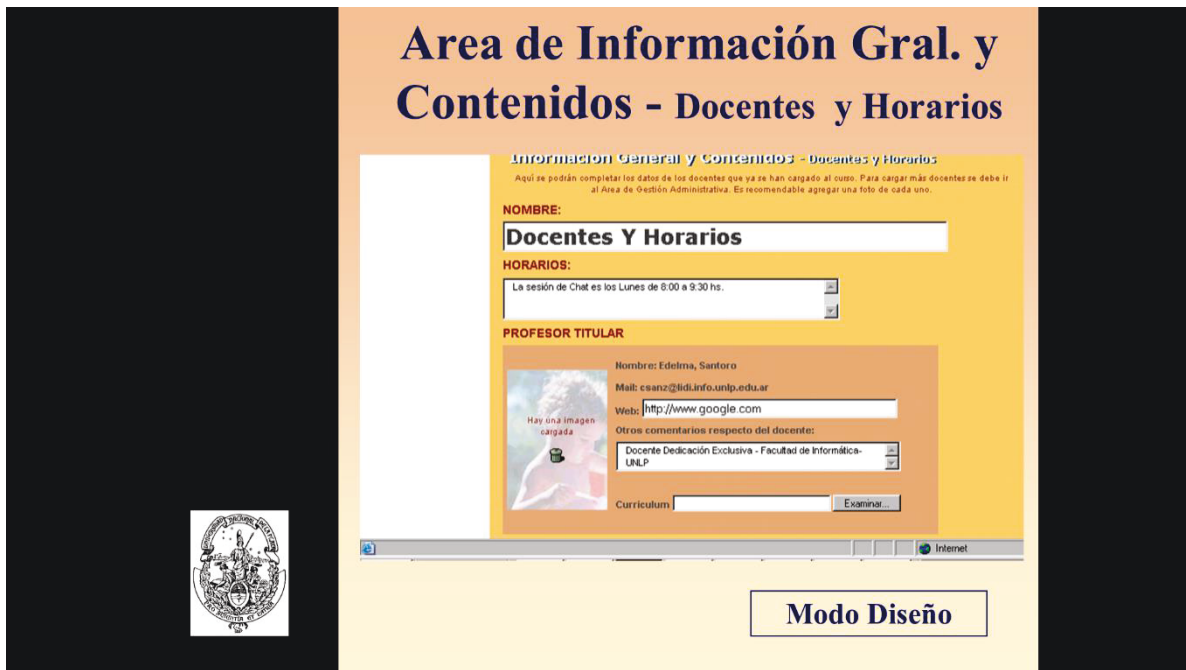 Area de Información Gral. y
Contenidos - Docentes y Horarios
Información General y Contenidos - Docentes y Horarios
Aquí se podrán completar los datos de los docentes que ya se han cargado al curso. Para cargar más docentes se debe ir
al Area de Gestión Administrativa. Es recomendable agregar una foto de cada uno.
NOMBRE:
Docentes Y Horarios
HORARIOS:
La sesión de Chat es los Lunes de 8:00 a 9:30 hs.
PROFESOR TITULAR
Nombre: Edelma, Santoro
Mail: csanz@lidi.info.unlp.edu.ar
Web: http://www.google.com
Hay una imagen
cargada
Otros comentarios respecto del docente:
Docente Dedicación Exclusiva - Facultad de Informática-
UNLP
Curriculum Examinar...
Internet
Modo Diseño